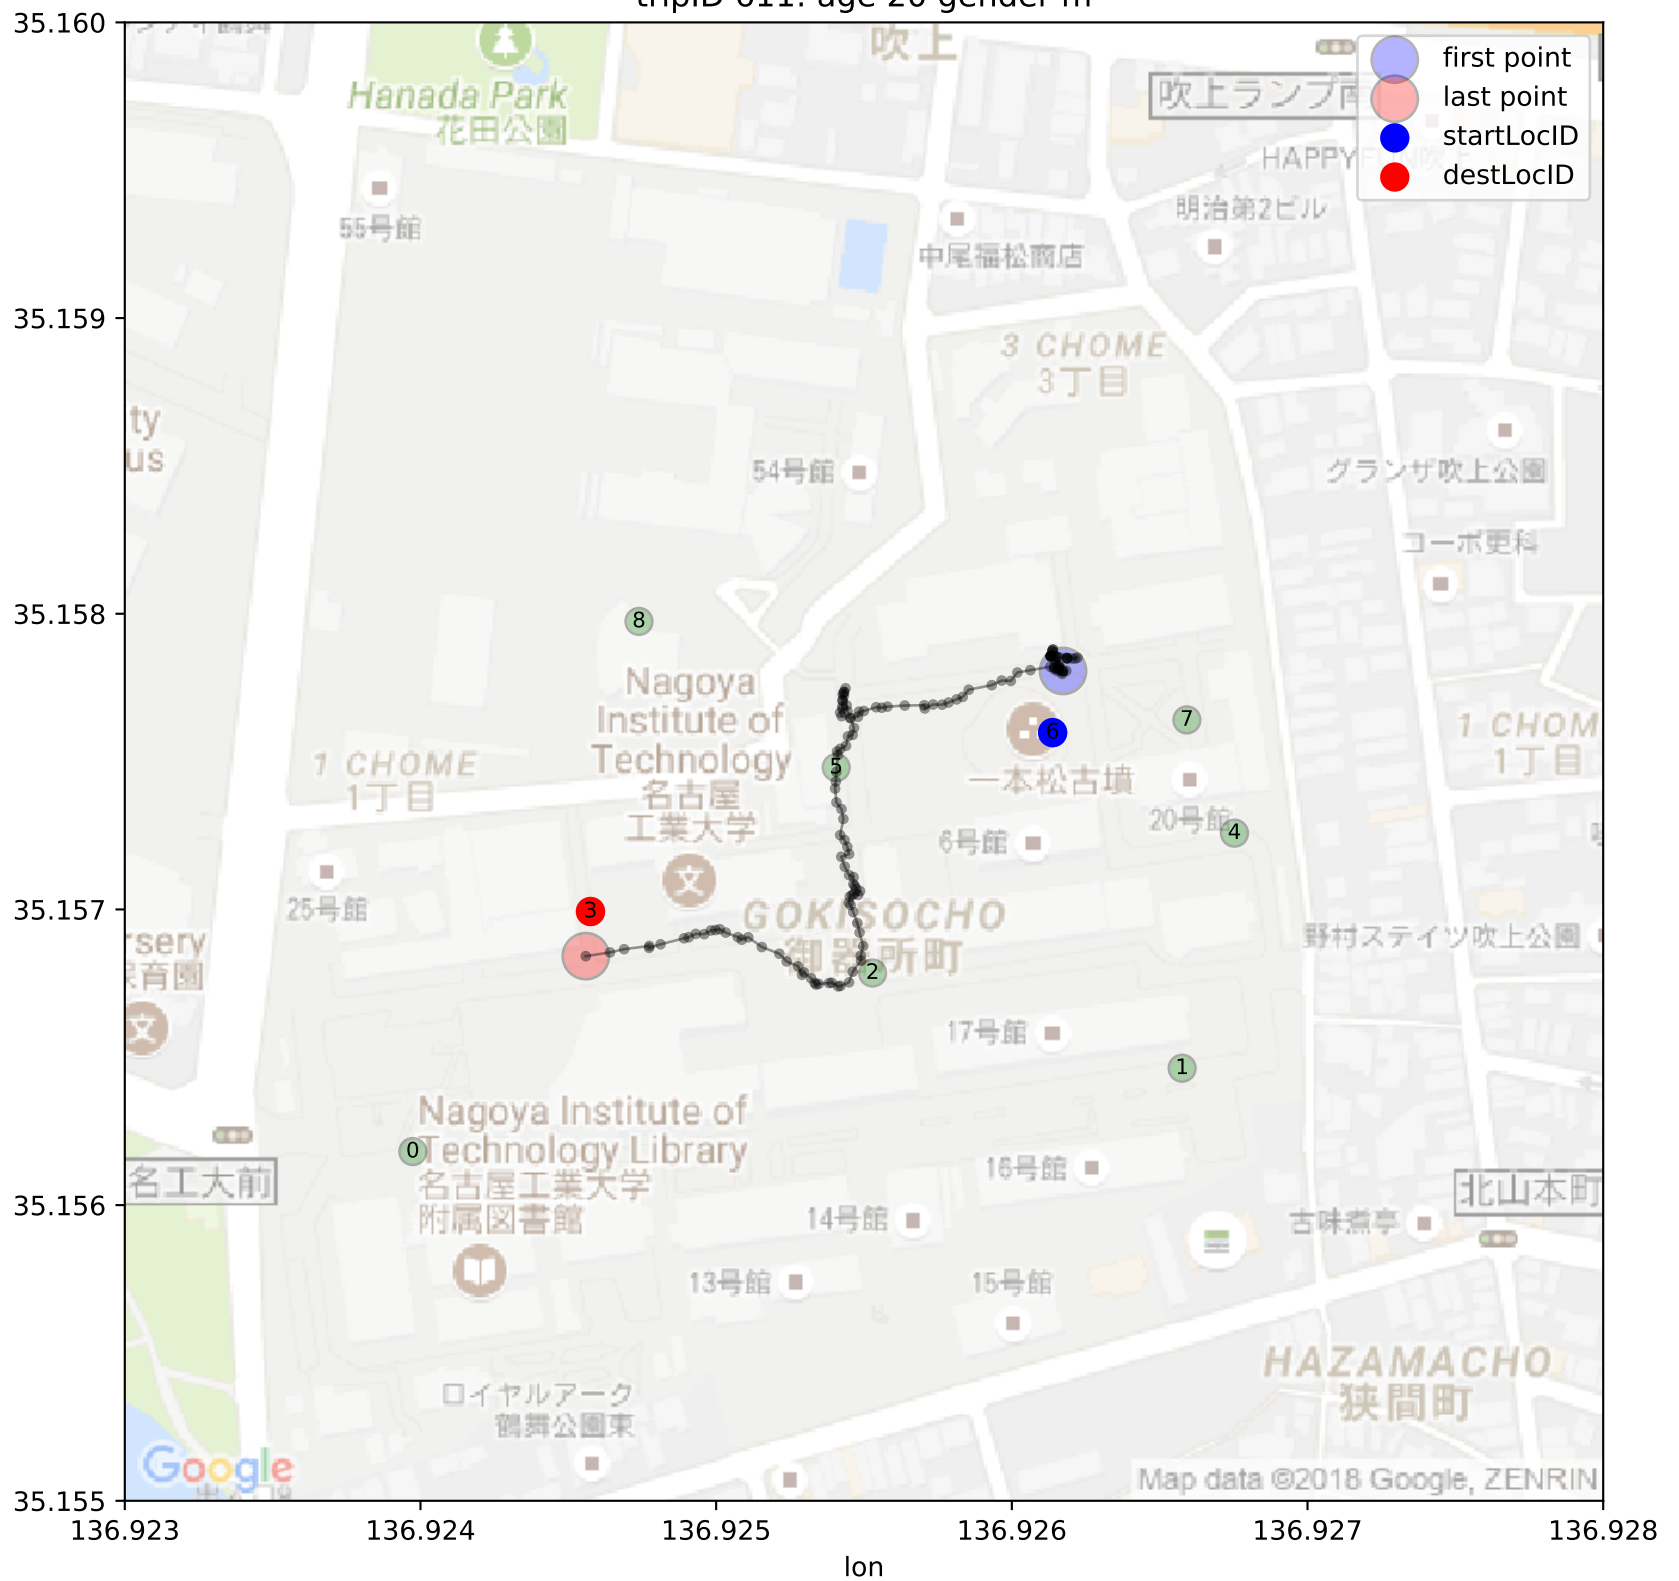 35.160
35.159
35.158
35.157
35.156
35.155
136.923
136.924
136.925
136.926
136.927
136.928
lon
first point
last point
startLocID
destLocID
吹上
Hanada Park
花田公園
吹上ランプ南
明治第2ビル
55号館
中尾福松商店
3 CHOME
3丁目
ty
us
54号館
グランザ吹上公園
コーポ更科
8
Nagoya
Institute of
Technology
名古屋
工業大学
7
6
5
一本松古墳
1 CHOME
1丁目
1 CHOM
1丁目
20号館
4
6号館
25号館
3
GOKISOCHO
御器所町
野村ステイツ吹上公園
rsery
保育園
2
17号館
1
Nagoya Institute of
Technology Library
名古屋工業大学
附属図書館
0
名工大前
16号館
北山本町
14号館
古味煮亭
13号館
15号館
HAZAMACHO
狭間町
ロイヤルアーク
鶴舞公園東
Google
Map data ©2018 Google, ZENRIN